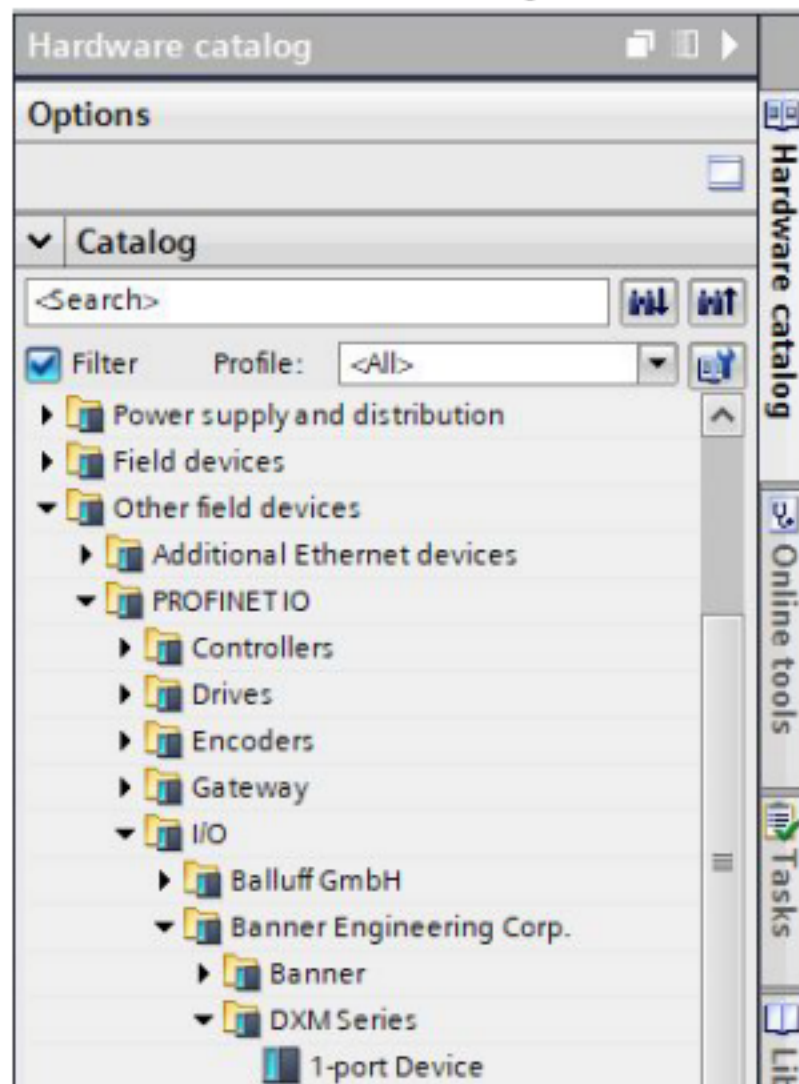 Hardware catalog
Options
Catalog
<Search>
Filter Profile: <All>
Power supply and distribution
Field devices
Other field devices
Additional Ethernet devices
PROFINET IO
Controllers
Drives
Encoders
Gateway
I/O
Balluff GmbH
Banner Engineering Corp.
Banner
DXM Series
1-port Device
Hardware catalog
Online tools
Tasks